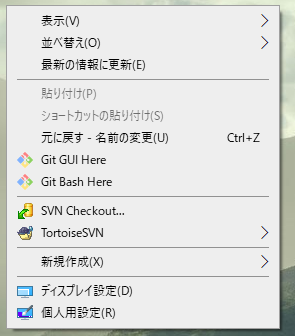 表示(V)
並べ替え(O)
最新の情報に更新(E)
貼り付け(P)
ショートカットの貼り付け(S)
元に戻す - 名前の変更(U) Ctrl+Z
Git GUI Here
Git Bash Here
SVN Checkout...
TortoiseSVN
新規作成(X)
ディスプレイ設定(D)
個人用設定(R)